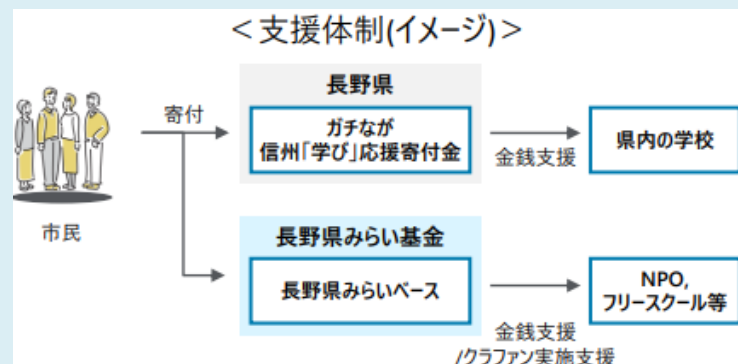 ＜支援体制(イメージ)＞
長野県
寄付
ガチなが
信州「学び」応援寄付金
金銭支援
県内の学校
市民
長野県みらい基金
長野県みらいベース
NPO,
フリースクール等
金銭支援
/クラファン実施支援